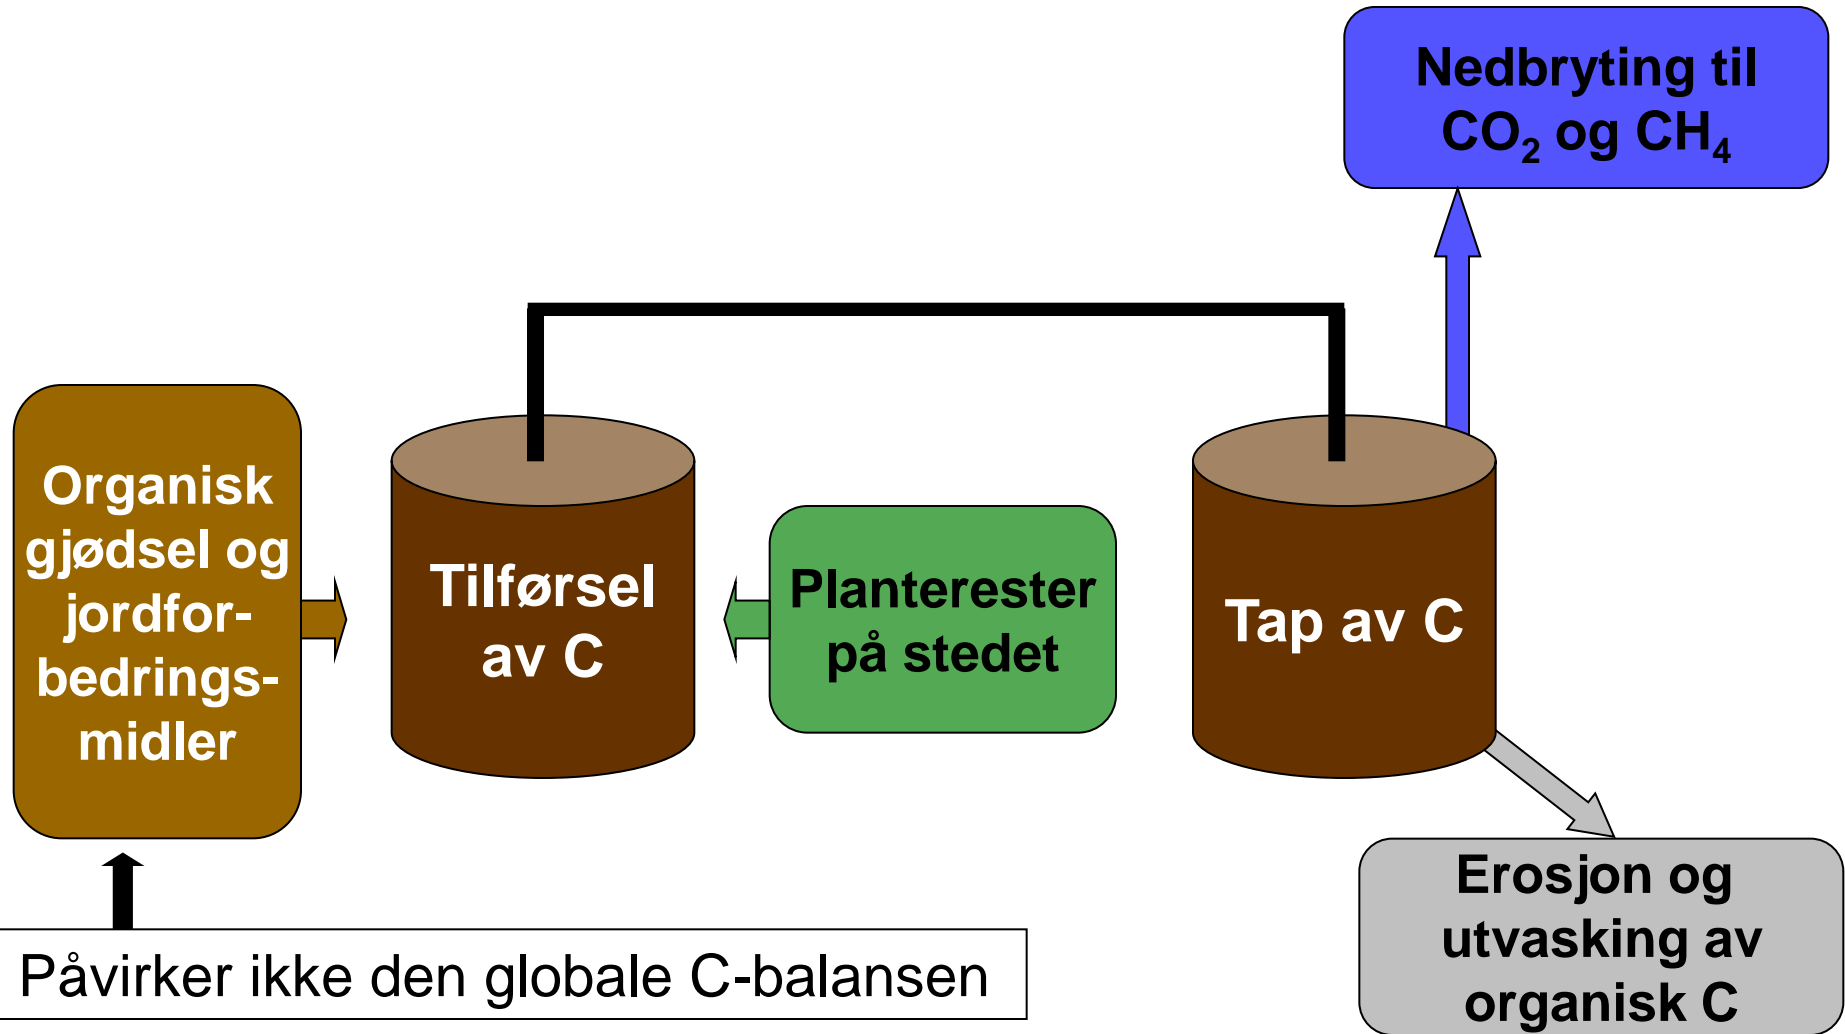 Nedbryting til
CO₂ og CH₄
Organisk
gjødsel og
jordfor-
bedrings-
midler
Tilførsel
av C
Planterester
på stedet
Tap av C
Erosjon og
utvasking av
organisk C
Påvirker ikke den globale C-balansen